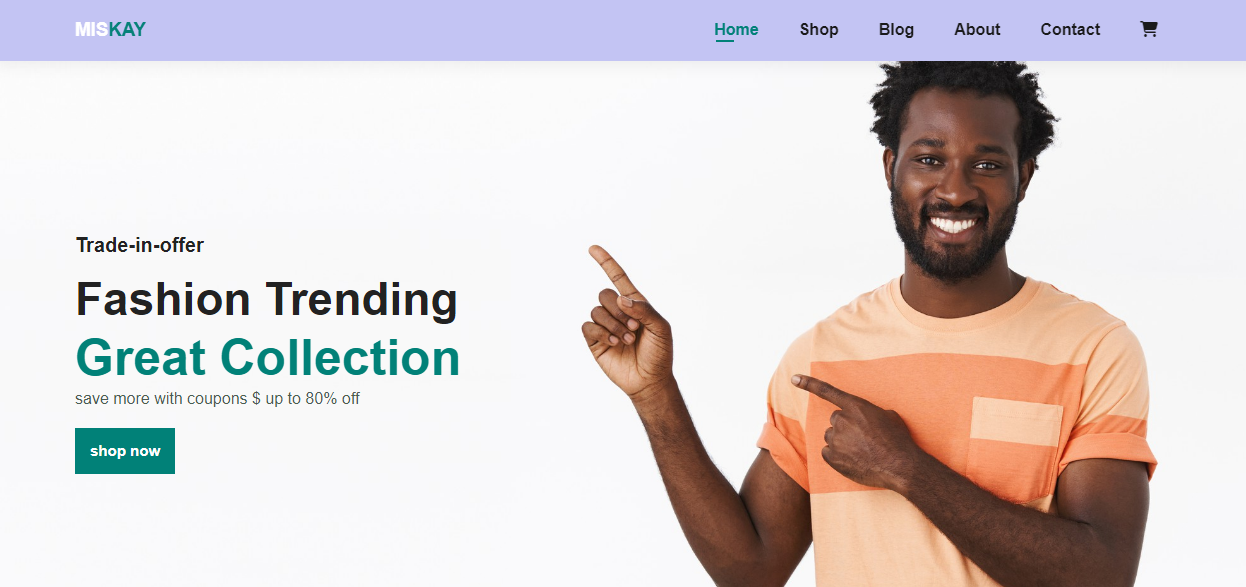 MISKAY Home Shop Blog About Contact
Trade-in-offer
Fashion Trending
Great Collection
save more with coupons $ up to 80% off
shop now